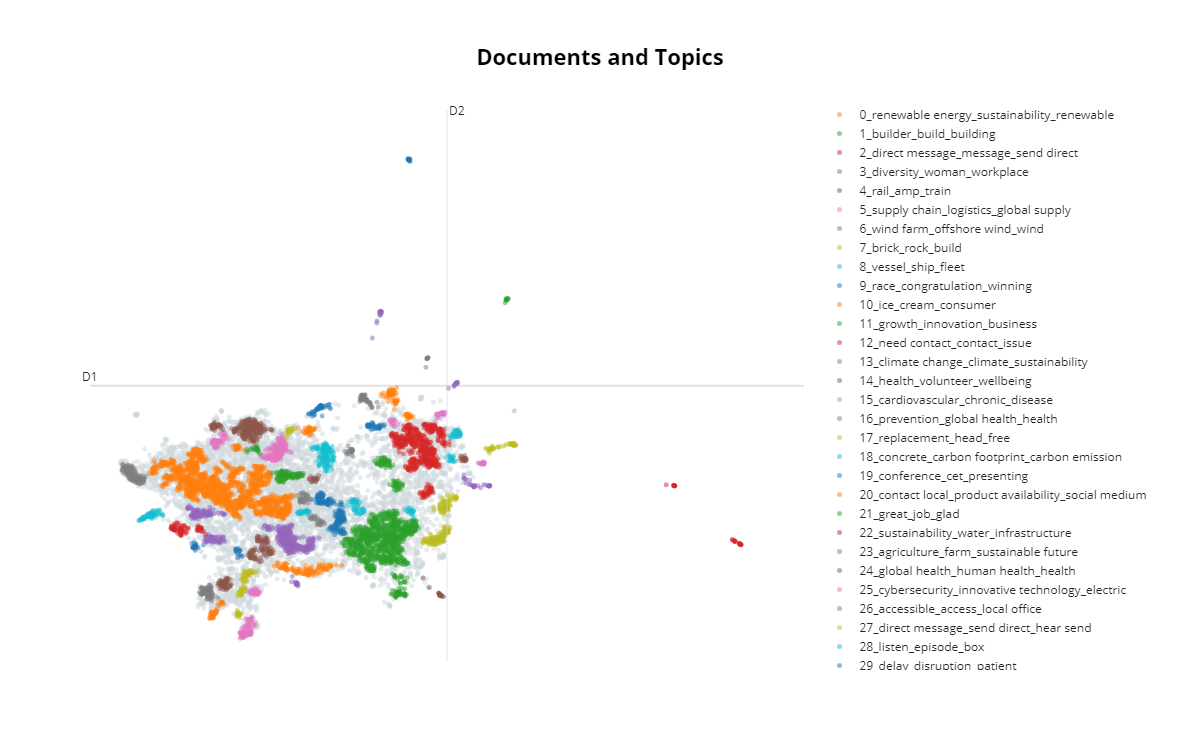 Documents and Topics
D2
D1
0_renewable energy_sustainability_renewable
1_builder_build_building
2_direct message_message_send direct
3_diversity_woman_workplace
4_rail_amp_train
5_supply chain_logistics_global supply
6_wind farm_offshore wind_wind
7_brick_rock_build
8_vessel_ship_fleet
9_race_congratulation_winning
10_ice_cream_consumer
11_growth_innovation_business
12_need contact_contact_issue
13_climate change_climate_sustainability
14_health_volunteer_wellbeing
15_cardiovascular_chronic_disease
16_prevention_global health_health
17_replacement_head_free
18_concrete_carbon footprint_carbon emission
19_conference_cet_presenting
20_contact local_product availability_social medium
21_great_job_glad
22_sustainability_water_infrastructure
23_agriculture_farm_sustainable future
24_global health_human health_health
25_cybersecurity_innovative technology_electric
26_accessible_access_local office
27_direct message_send direct_hear send
28_listen_episode_box
29_delay_disruption_patient